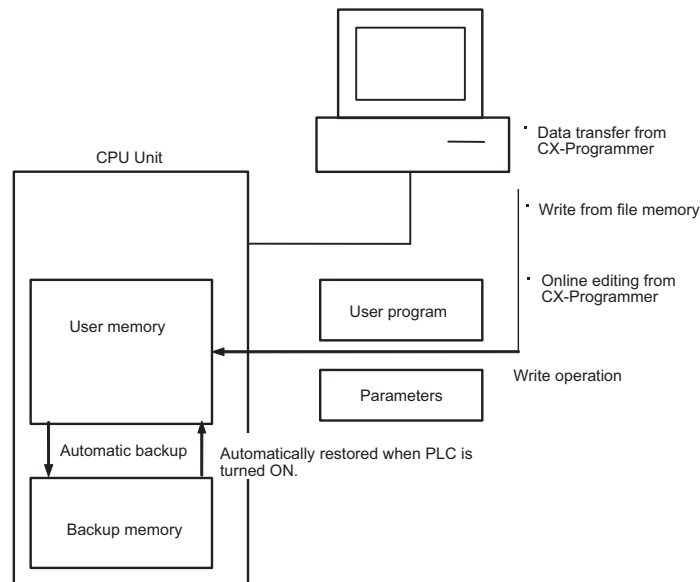 · Data transfer from
CX-Programmer
CPU Unit
· Write from file memory
· Online editing from
CX-Programmer
User program
User memory
Write operation
Parameters
Automatic backup
Automatically restored when PLC is
turned ON.
Backup memory